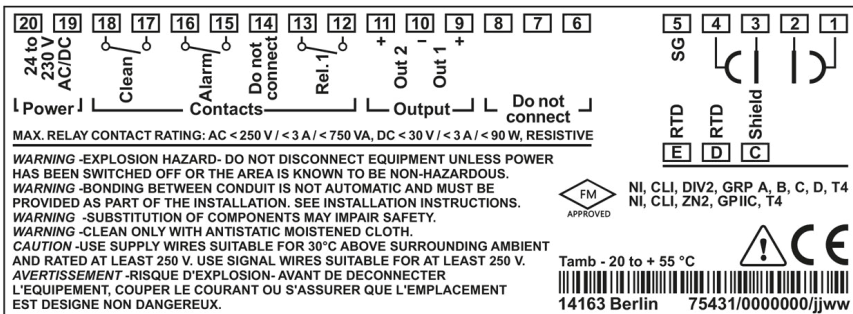 20 19 18 17 16 15 14 13 12 11 10 9 8 7 6 5 4 3 2 1
24 to
230 V
AC/DC
Clean
Alarm
Do not
connect
Rel. 1
+ − +
Out 2
Out 1
SG
Power
Contacts
Output
Do not
connect
RTD
RTD
Shield
E D C
MAX. RELAY CONTACT RATING: AC < 250 V / < 3 A / < 750 VA, DC < 30 V / < 3 A / < 90 W, RESISTIVE
WARNING -EXPLOSION HAZARD- DO NOT DISCONNECT EQUIPMENT UNLESS POWER
HAS BEEN SWITCHED OFF OR THE AREA IS KNOWN TO BE NON-HAZARDOUS.
WARNING -BONDING BETWEEN CONDUIT IS NOT AUTOMATIC AND MUST BE
PROVIDED AS PART OF THE INSTALLATION. SEE INSTALLATION INSTRUCTIONS.
WARNING -SUBSTITUTION OF COMPONENTS MAY IMPAIR SAFETY.
WARNING -CLEAN ONLY WITH ANTISTATIC MOISTENED CLOTH.
CAUTION -USE SUPPLY WIRES SUITABLE FOR 30°C ABOVE SURROUNDING AMBIENT
AND RATED AT LEAST 250 V. USE SIGNAL WIRES SUITABLE FOR AT LEAST 250 V.
AVERTISSEMENT -RISQUE D'EXPLOSION- AVANT DE DECONNECTER
L'EQUIPEMENT, COUPER LE COURANT OU S'ASSURER QUE L'EMPLACEMENT
EST DESIGNE NON DANGEREUX.
FM
APPROVED
NI, CLI, DIV2, GRP A, B, C, D, T4
NI, CLI, ZN2, GPIIC, T4
CE
Tamb - 20 to + 55 °C
14163 Berlin 75431/0000000/jjww